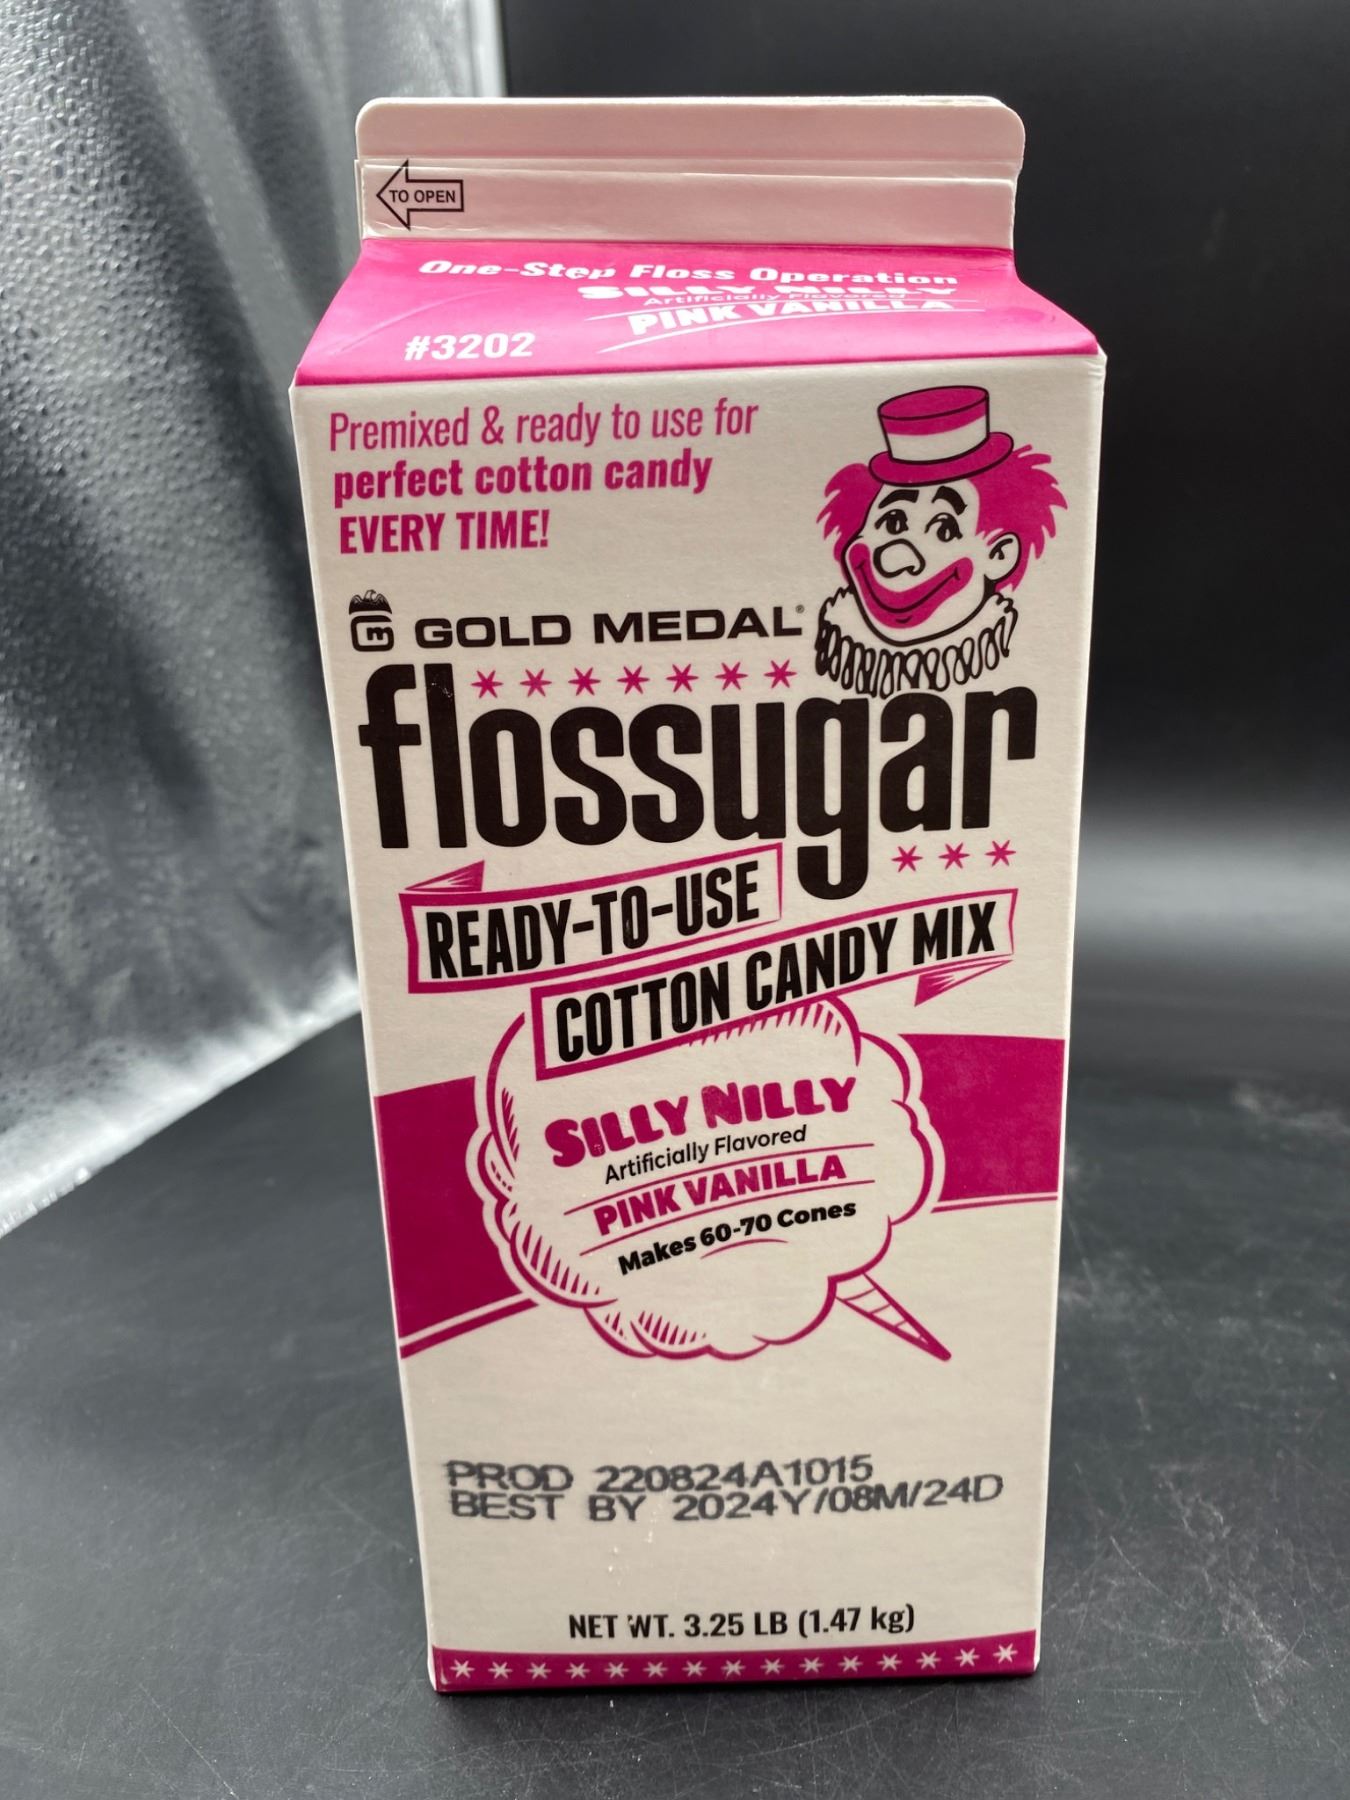 TO OPEN
One-Step Floss Operation
SILLY NILLY
Artificially Flavored
PINK VANILLA
#3202
Premixed & ready to use for
perfect cotton candy
EVERY TIME!
GOLD MEDAL®
flossugar
READY-TO-USE
COTTON CANDY MIX
SILLY NILLY
Artificially Flavored
PINK VANILLA
Makes 60-70 Cones
PROD 220824A1015
BEST BY 2024Y/08M/24D
NET WT. 3.25 LB (1.47 kg)